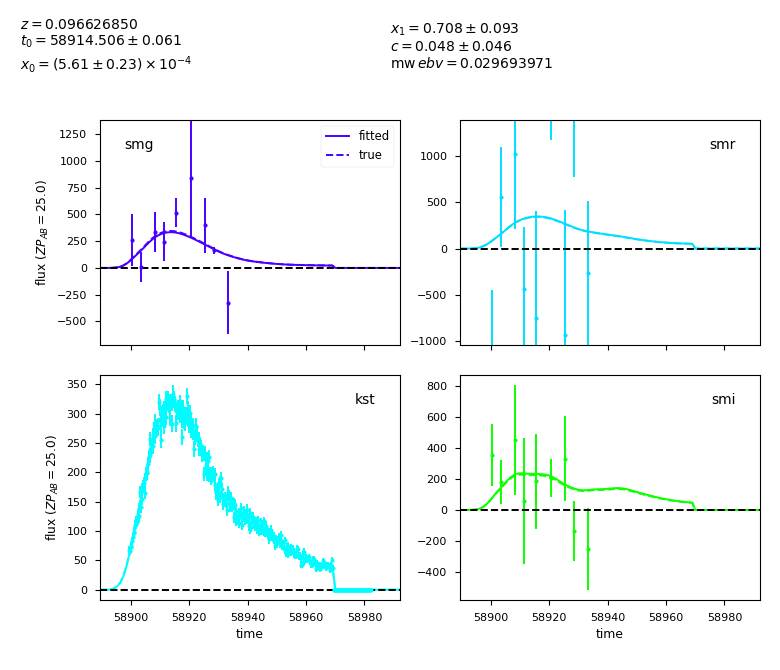 z = 0.096626850
t₀ = 58914.506 ± 0.061
x₀ = (5.61 ± 0.23) × 10⁻⁴
x₁ = 0.708 ± 0.093
c = 0.048 ± 0.046
mw ebv = 0.029693971
smg
fitted
true
1250
1000
750
500
250
0
−250
−500
flux (ZP_AB = 25.0)
smr
1000
500
0
−500
−1000
kst
350
300
250
200
150
100
50
0
flux (ZP_AB = 25.0)
58900 58920 58940 58960 58980
time
smi
800
600
400
200
0
−200
−400
58900 58920 58940 58960 58980
time